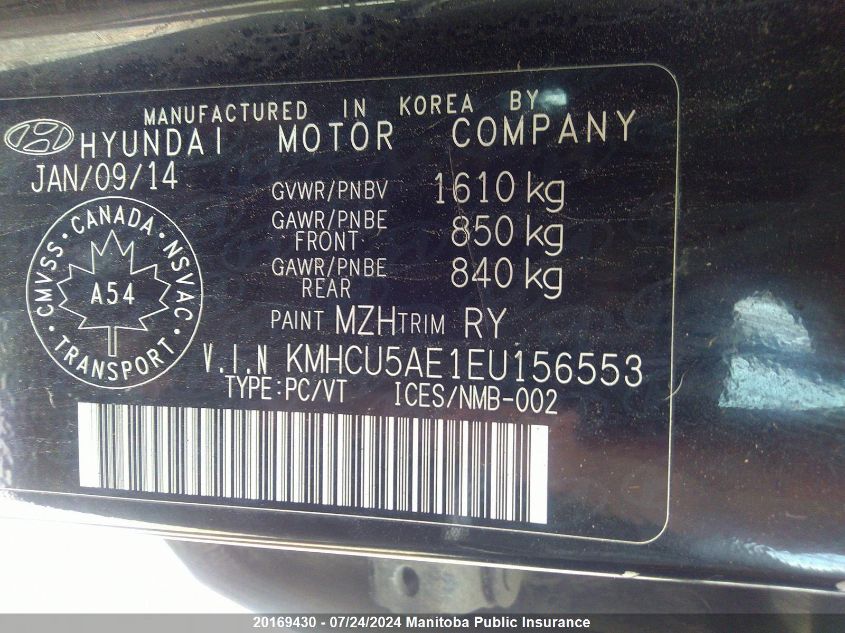 MANUFACTURED IN KOREA BY
HYUNDAI MOTOR COMPANY
JAN/09/14
GVWR/PNBV 1610 kg
GAWR/PNBE FRONT 850 kg
GAWR/PNBE REAR 840 kg
CMVSS • CANADA • NSVAC • TRANSPORT •
A54
PAINT MZH TRIM RY
V.I.N KMHCU5AE1EU156553
TYPE:PC/VT ICES/NMB-002
20169430 - 07/24/2024 Manitoba Public Insurance